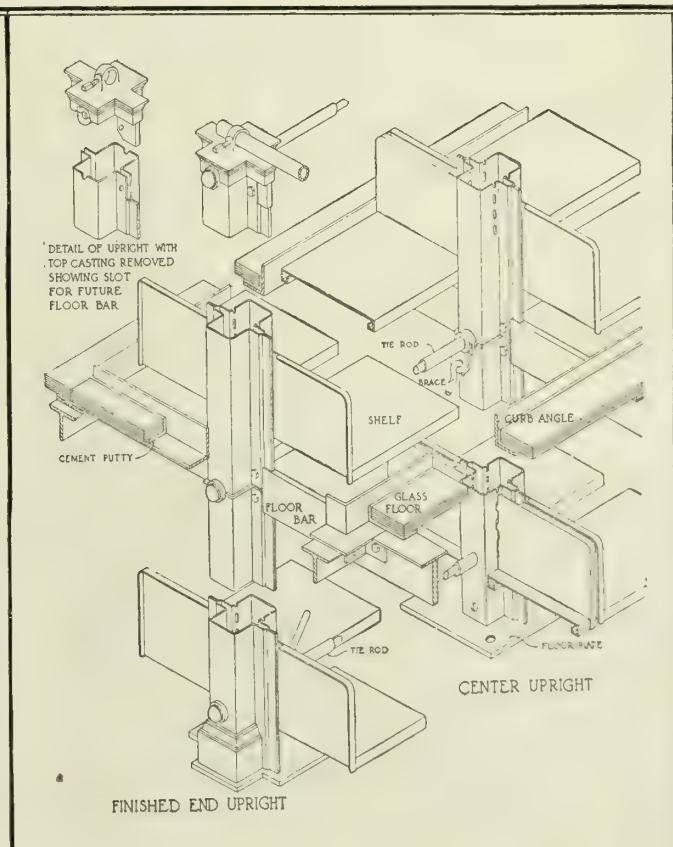 DETAIL OF UPRIGHT WITH
TOP CASTING REMOVED
SHOWING SLOT
FOR FUTURE
FLOOR BAR
TIE ROD
BRACE
SHELF
CURB ANGLE
CEMENT PUTTY
FLOOR
BAR
GLASS
FLOOR
TIE ROD
FLOOR PLATE
CENTER UPRIGHT
FINISHED END UPRIGHT